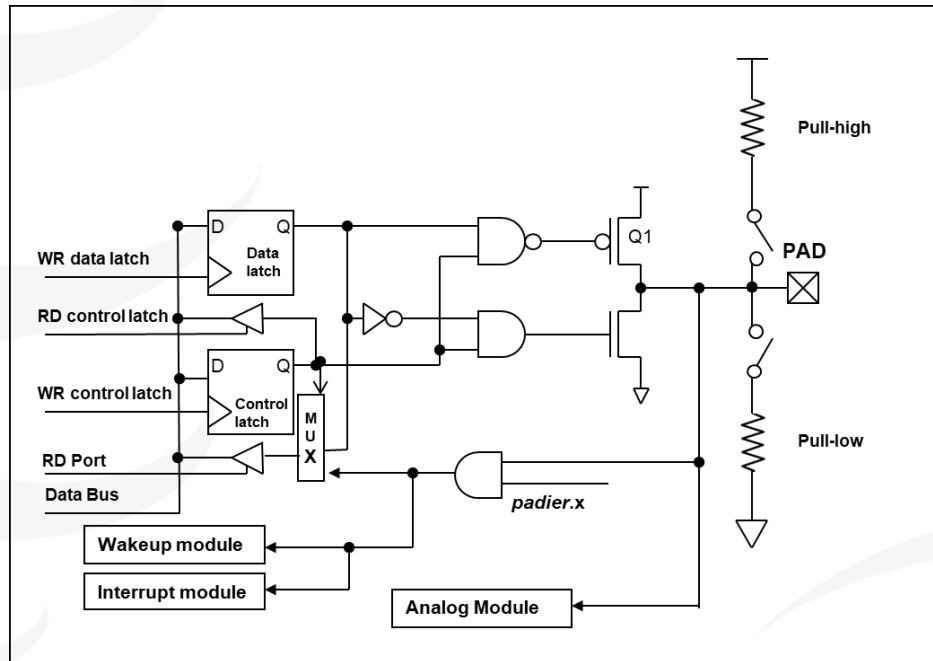 Pull-high
D Q
Data
latch
Q1
PAD
WR data latch
RD control latch
D Q
Control
latch
WR control latch
M
U
X
Pull-low
RD Port
Data Bus
padier.x
Wakeup module
Interrupt module
Analog Module